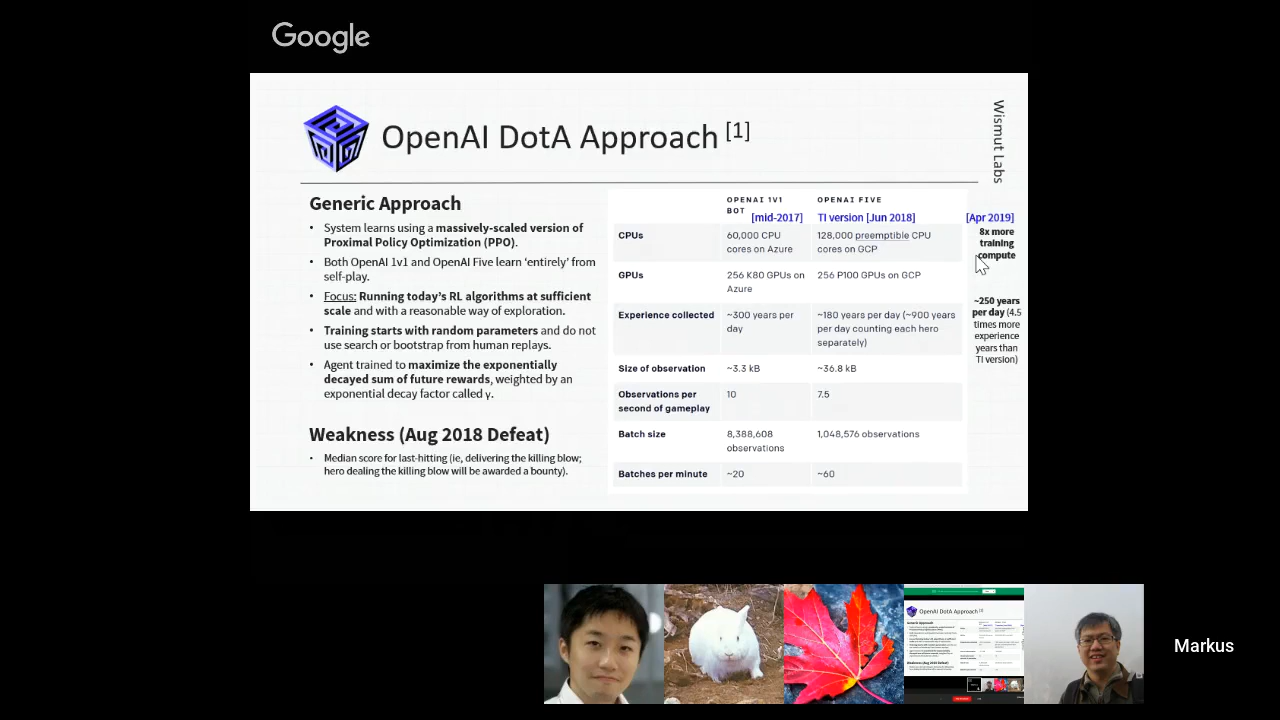 Google
OpenAI DotA Approach [1]
Wismut Labs
Generic Approach
• System learns using a massively-scaled version of
Proximal Policy Optimization (PPO).
• Both OpenAI 1v1 and OpenAI Five learn ‘entirely’ from
self-play.
• Focus: Running today’s RL algorithms at sufficient
scale and with a reasonable way of exploration.
• Training starts with random parameters and do not
use search or bootstrap from human replays.
• Agent trained to maximize the exponentially
decayed sum of future rewards, weighted by an
exponential decay factor called γ.
Weakness (Aug 2018 Defeat)
• Median score for last-hitting (ie, delivering the killing blow;
hero dealing the killing blow will be awarded a bounty).
OPENAI 1V1
BOT [mid-2017]
OPENAI FIVE
TI version [Jun 2018]
[Apr 2019]
CPUs
60,000 CPU
cores on Azure
128,000 preemptible CPU
cores on GCP
8x more
training
compute
GPUs
256 K80 GPUs on
Azure
256 P100 GPUs on GCP
Experience collected
~300 years per
day
~180 years per day (~900 years
per day counting each hero
separately)
~250 years
per day (4.5
times more
experience
years than
TI version)
Size of observation
~3.3 kB
~36.8 kB
Observations per
second of gameplay
10
7.5
Batch size
8,388,608
observations
1,048,576 observations
Batches per minute
~20
~60
OpenAI DotA Approach
Markus